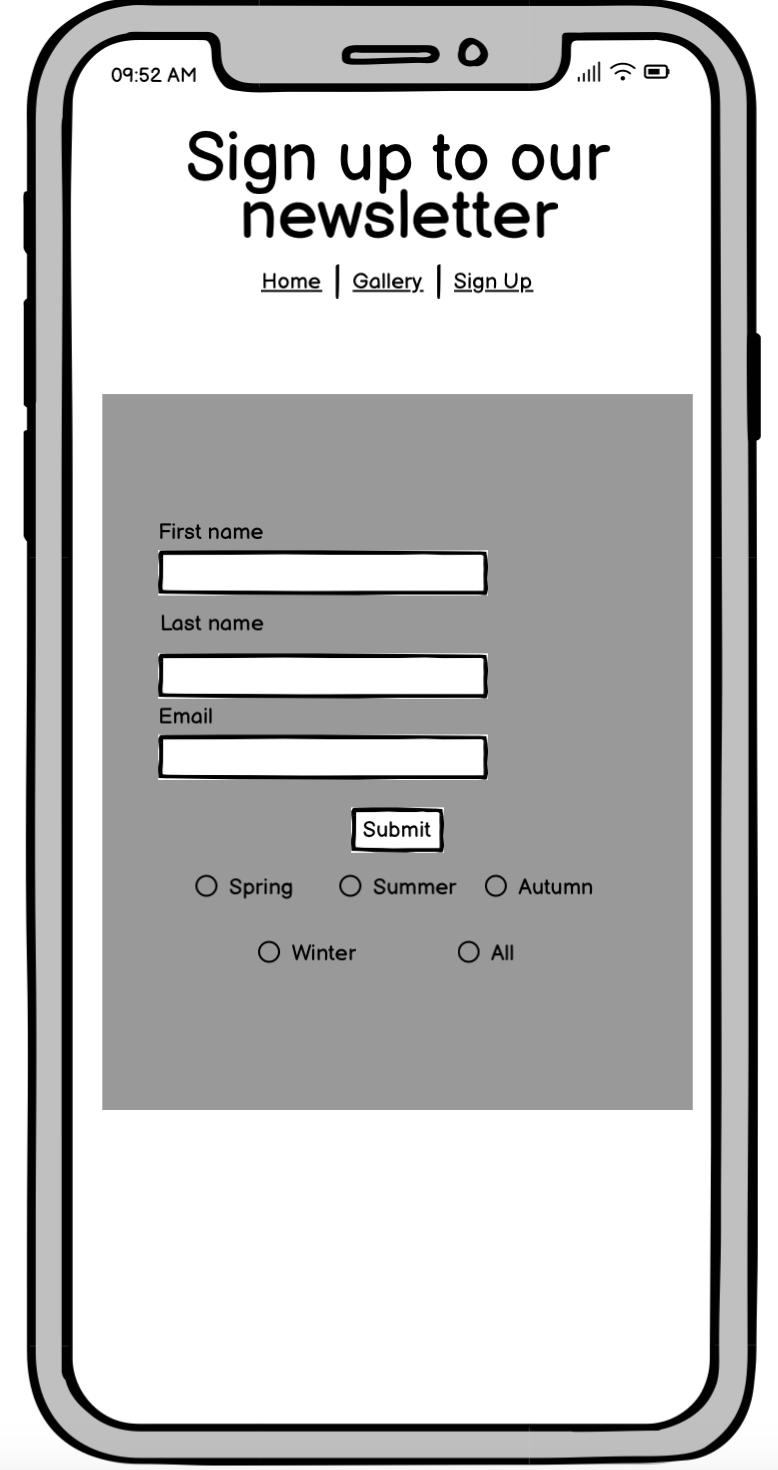 09:52 AM
Sign up to our
newsletter
Home Gallery Sign Up
First name
Last name
Email
Submit
Spring Summer Autumn
Winter All